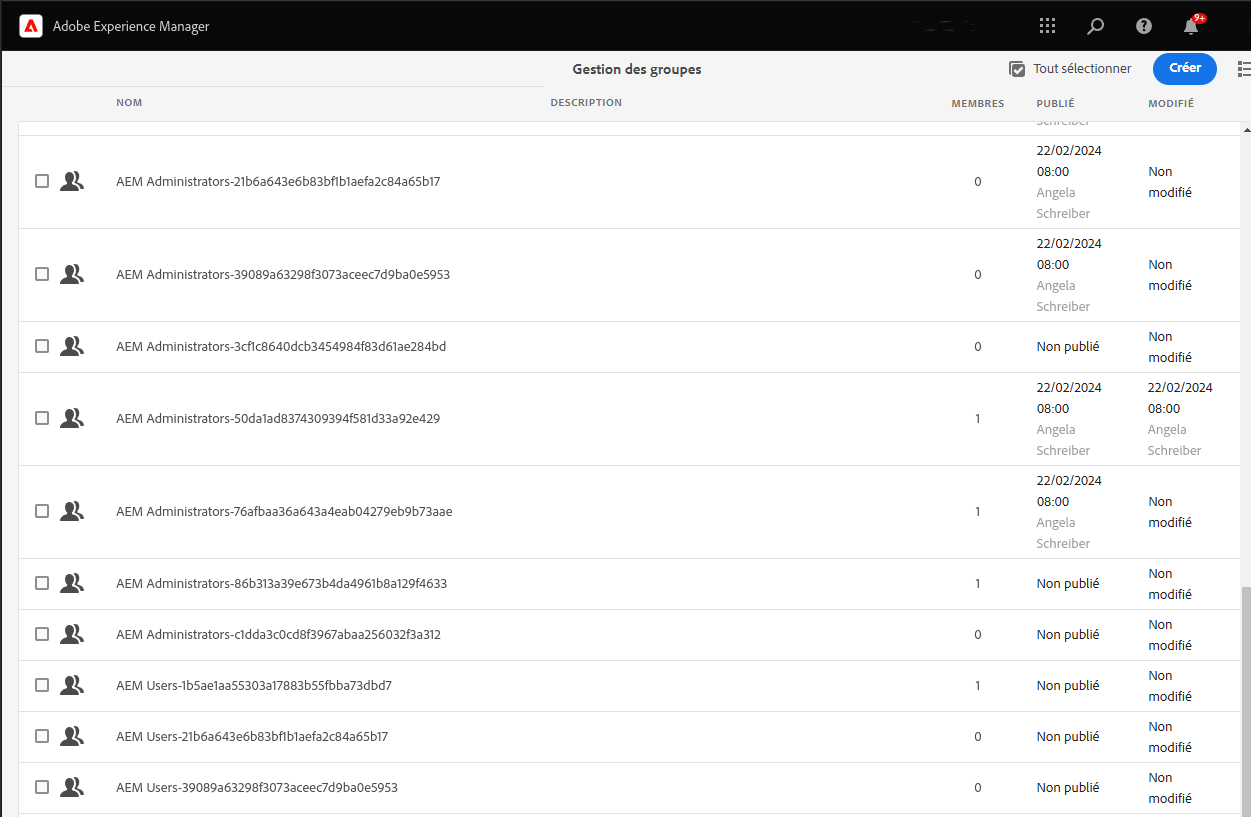 Adobe Experience Manager
9+
Gestion des groupes
Tout sélectionner
Créer
NOM
DESCRIPTION
MEMBRES
PUBLIÉ
MODIFIÉ
Schreiber
AEM Administrators-21b6a643e6b83bf1b1aefa2c84a65b17
0
22/02/2024
08:00
Angela
Schreiber
Non
modifié
AEM Administrators-39089a63298f3073aceec7d9ba0e5953
0
22/02/2024
08:00
Angela
Schreiber
Non
modifié
AEM Administrators-3cf1c8640dcb3454984f83d61ae284bd
0
Non publié
Non
modifié
AEM Administrators-50da1ad8374309394f581d33a92e429
1
22/02/2024
08:00
Angela
Schreiber
22/02/2024
08:00
Angela
Schreiber
AEM Administrators-76afbaa36a643a4eab04279eb9b73aae
1
22/02/2024
08:00
Angela
Schreiber
Non
modifié
AEM Administrators-86b313a39e673b4da4961b8a129f4633
1
Non publié
Non
modifié
AEM Administrators-c1dda3c0cd8f3967abaa256032f3a312
0
Non publié
Non
modifié
AEM Users-1b5ae1aa55303a17883b55fbba73dbd7
1
Non publié
Non
modifié
AEM Users-21b6a643e6b83bf1b1aefa2c84a65b17
0
Non publié
Non
modifié
AEM Users-39089a63298f3073aceec7d9ba0e5953
0
Non publié
Non
modifié